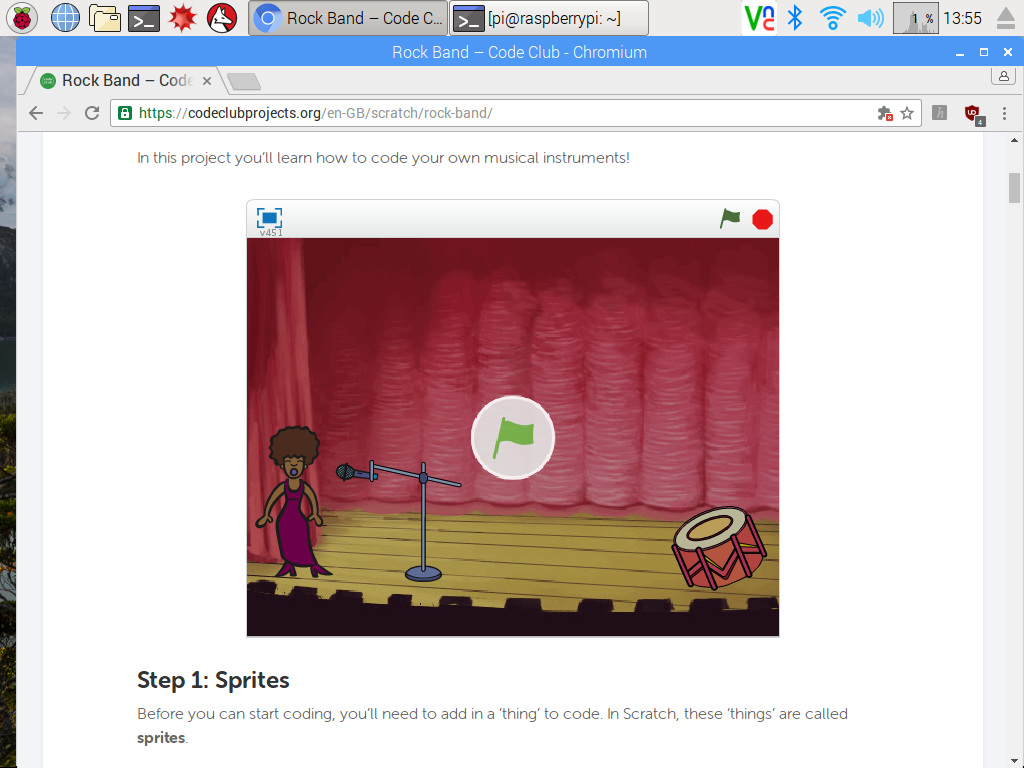 Rock Band – Code C...
[pi@raspberrypi: ~]
1 %
13:55
Rock Band – Code Club - Chromium
Rock Band – Code
https://codeclubprojects.org/en-GB/scratch/rock-band/
4
In this project you’ll learn how to code your own musical instruments!
v451
Step 1: Sprites
Before you can start coding, you’ll need to add in a ‘thing’ to code. In Scratch, these ‘things’ are called
sprites.